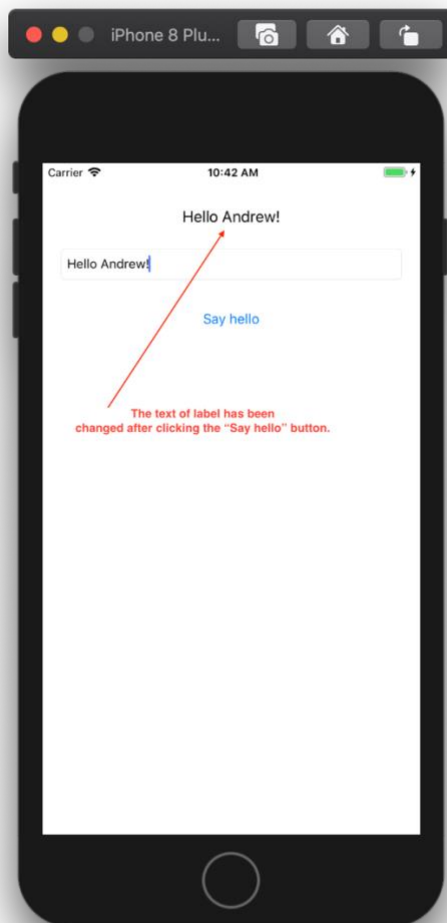 iPhone 8 Plu...
Carrier 10:42 AM
Hello Andrew!
Hello Andrew!
Say hello
The text of label has been
changed after clicking the “Say hello” button.